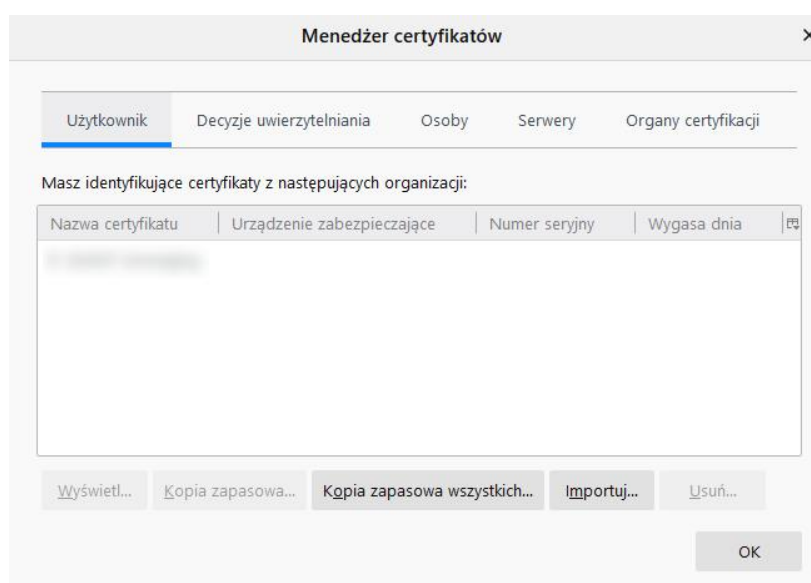 Menedżer certyfikatów
Użytkownik Decyzje uwierzytelniania Osoby Serwery Organy certyfikacji
Masz identyfikujące certyfikaty z następujących organizacji:
Nazwa certyfikatu Urządzenie zabezpieczające Numer seryjny Wygasa dnia
Wyświetl... Kopia zapasowa... Kopia zapasowa wszystkich... Importuj... Usuń...
OK